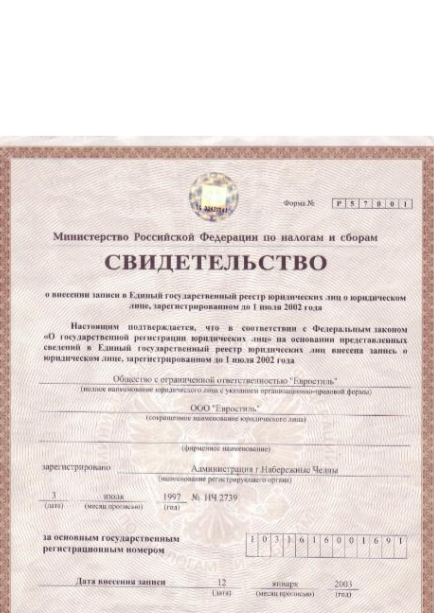 Форма № Р 5 7 0 0 1
Министерство Российской Федерации по налогам и сборам
СВИДЕТЕЛЬСТВО
о внесении записи в Единый государственный реестр юридических лиц о юридическом
лице, зарегистрированном до 1 июля 2002 года
Настоящим подтверждается, что в соответствии с Федеральным законом
«О государственной регистрации юридических лиц» на основании представленных
сведений в Единый государственный реестр юридических лиц внесена запись о
юридическом лице, зарегистрированном до 1 июля 2002 года
Общество с ограниченной ответственностью "Евростиль"
(полное наименование юридического лица с указанием организационно-правовой формы)
ООО "Евростиль"
(сокращенное наименование юридического лица)
(фирменное наименование)
зарегистрировано Администрация г.Набережные Челны
(наименование регистрирующего органа)
3 июля 1997 № НЧ 2739
(дата) (месяц прописью) (год)
за основным государственным
регистрационным номером 1 0 3 1 6 1 6 0 0 1 6 9 1
Дата внесения записи 12 января 2003
(дата) (месяц прописью) (год)